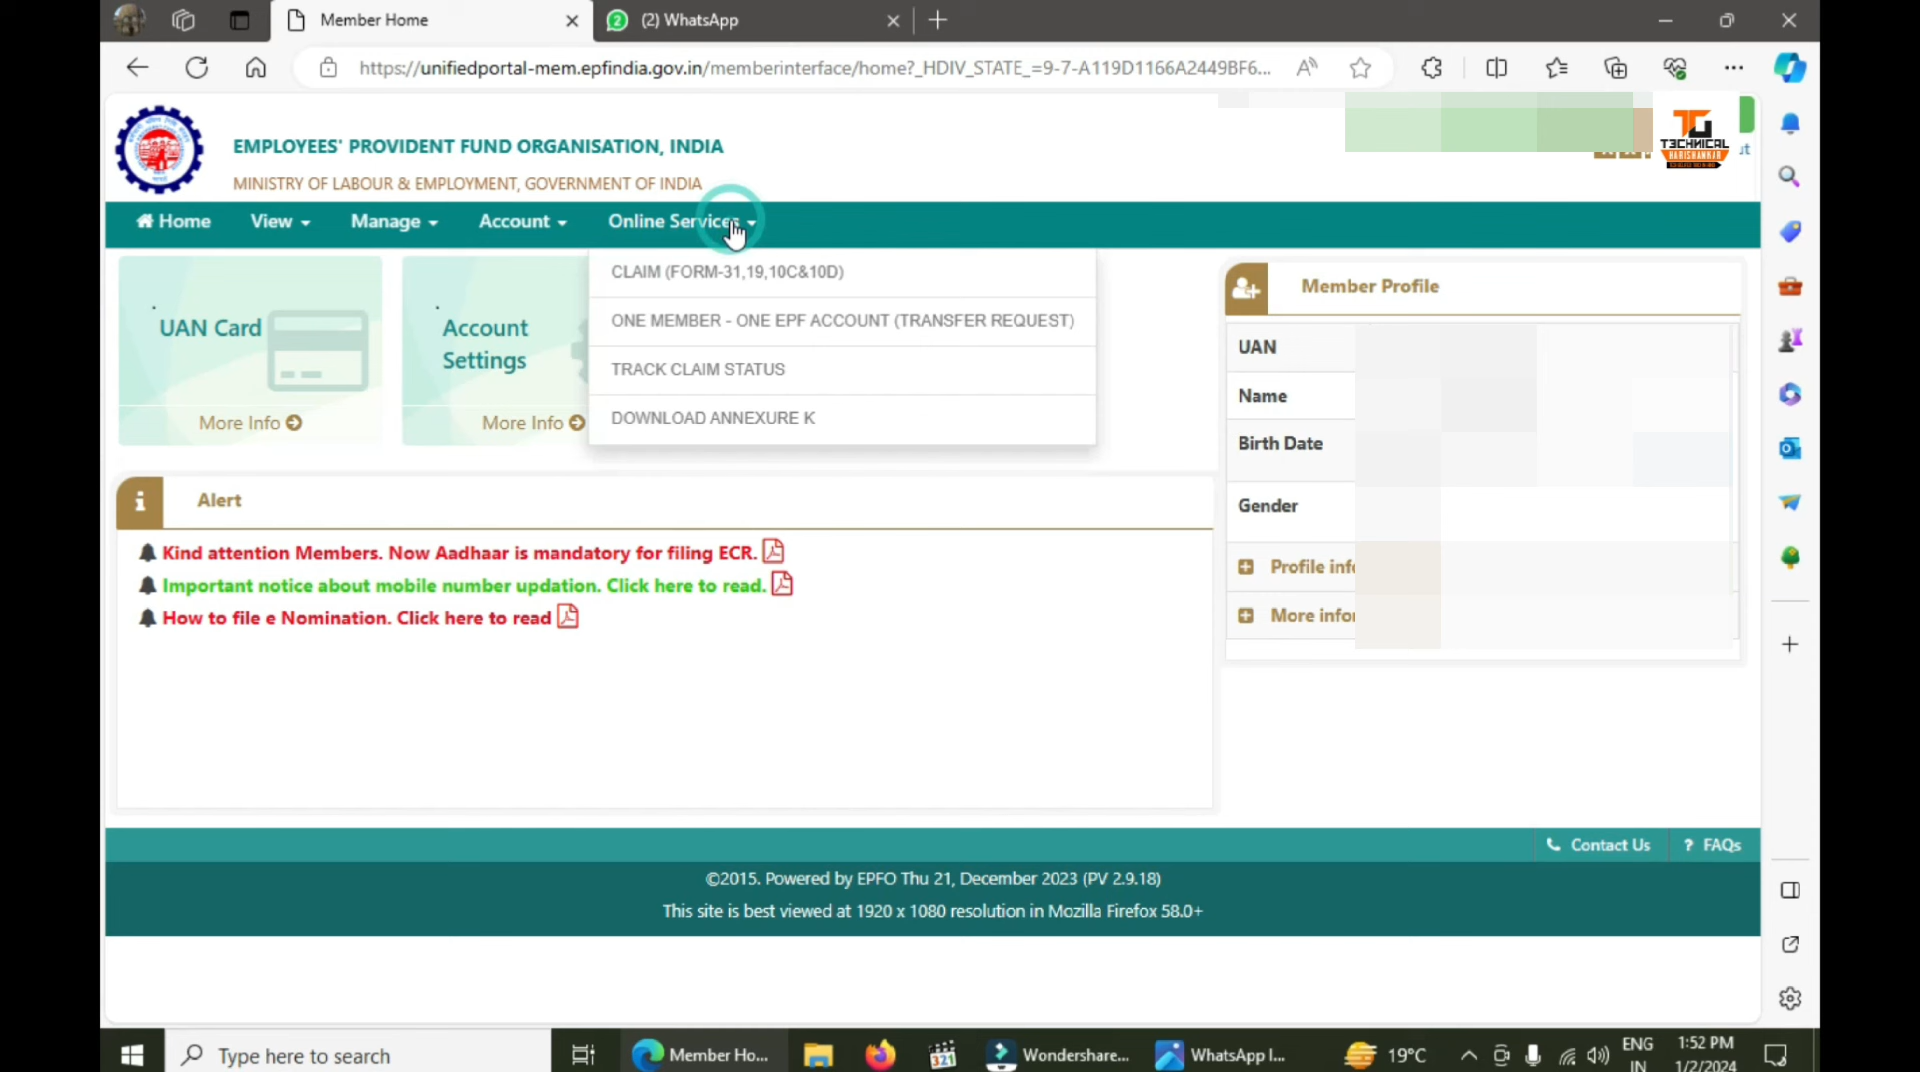 Member Home
(2) WhatsApp
https://unifiedportal-mem.epfindia.gov.in/memberinterface/home?_HDIV_STATE_=9-7-A119D1166A2449BF6...
EMPLOYEES' PROVIDENT FUND ORGANISATION, INDIA
MINISTRY OF LABOUR & EMPLOYMENT, GOVERNMENT OF INDIA
TECHNICAL
HARISHANKAR
Home View Manage Account Online Services
CLAIM (FORM-31,19,10C&10D)
ONE MEMBER - ONE EPF ACCOUNT (TRANSFER REQUEST)
TRACK CLAIM STATUS
DOWNLOAD ANNEXURE K
UAN Card
More Info
Account
Settings
More Info
Member Profile
UAN
Name
Birth Date
Gender
Profile info
More infor
Alert
Kind attention Members. Now Aadhaar is mandatory for filing ECR.
Important notice about mobile number updation. Click here to read.
How to file e Nomination. Click here to read
Contact Us
? FAQs
©2015. Powered by EPFO Thu 21, December 2023 (PV 2.9.18)
This site is best viewed at 1920 x 1080 resolution in Mozilla Firefox 58.0+
Type here to search
Member Ho...
321
Wondershare...
WhatsApp I...
19°C
ENG
IN
1:52 PM
1/2/2024